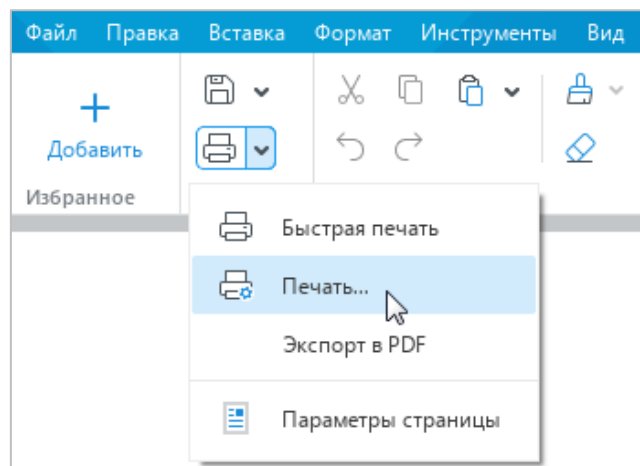 Файл Правка Вставка Формат Инструменты Вид
Добавить
Избранное
Быстрая печать
Печать...
Экспорт в PDF
Параметры страницы